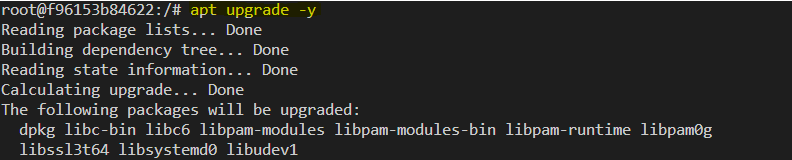 root@f96153b84622:/# apt upgrade -y
Reading package lists... Done
Building dependency tree... Done
Reading state information... Done
Calculating upgrade... Done
The following packages will be upgraded:
  dpkg libc-bin libc6 libpam-modules libpam-modules-bin libpam-runtime libpam0g
  libssl3t64 libsystemd0 libudev1